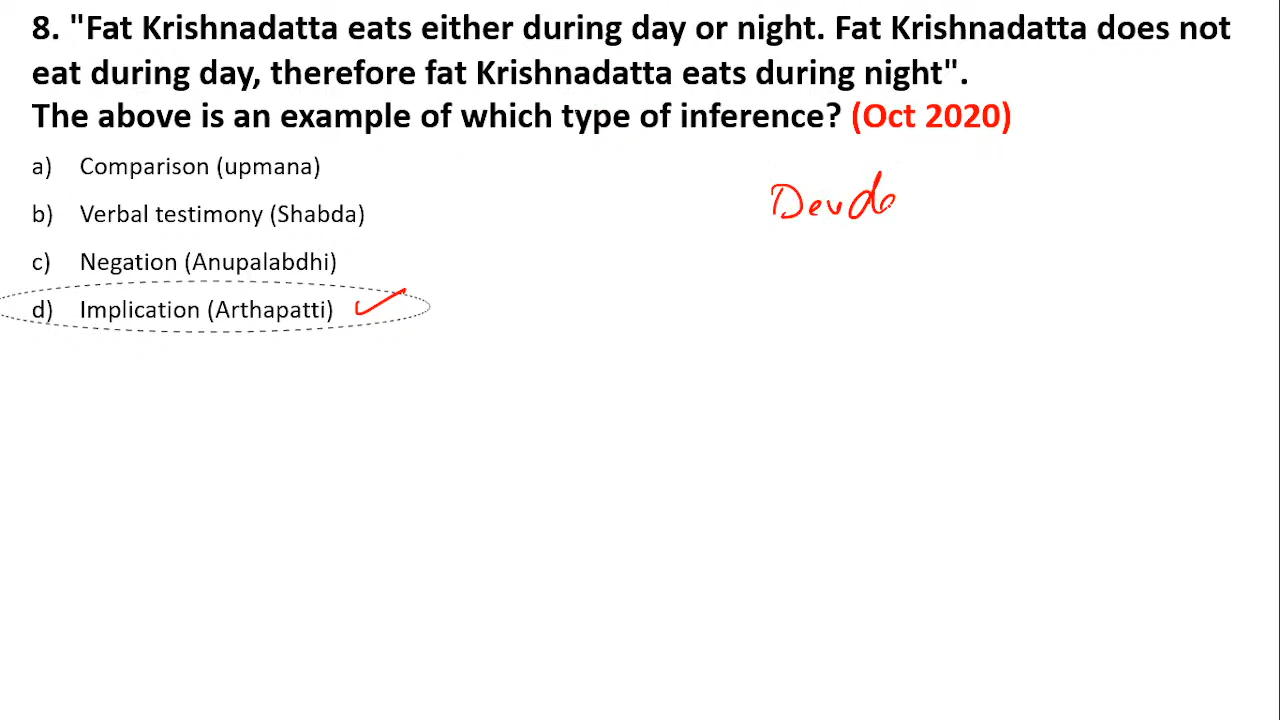 8. "Fat Krishnadatta eats either during day or night. Fat Krishnadatta does not
eat during day, therefore fat Krishnadatta eats during night".
The above is an example of which type of inference? (Oct 2020)
a) Comparison (upmana)
Devda
b) Verbal testimony (Shabda)
c) Negation (Anupalabdhi)
d) Implication (Arthapatti)